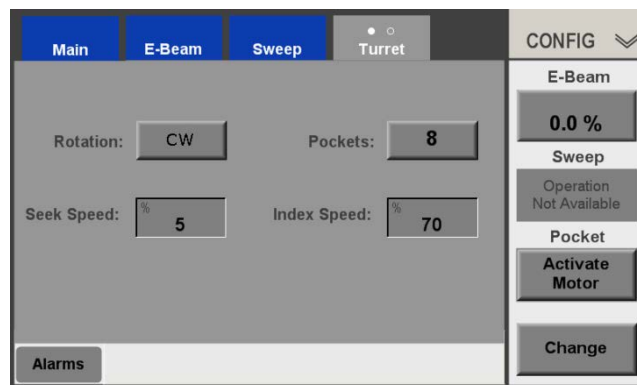 Main
E-Beam
Sweep
Turret
CONFIG
Rotation: CW
Pockets: 8
Seek Speed: % 5
Index Speed: % 70
Alarms
E-Beam
0.0 %
Sweep
Operation
Not Available
Pocket
Activate
Motor
Change